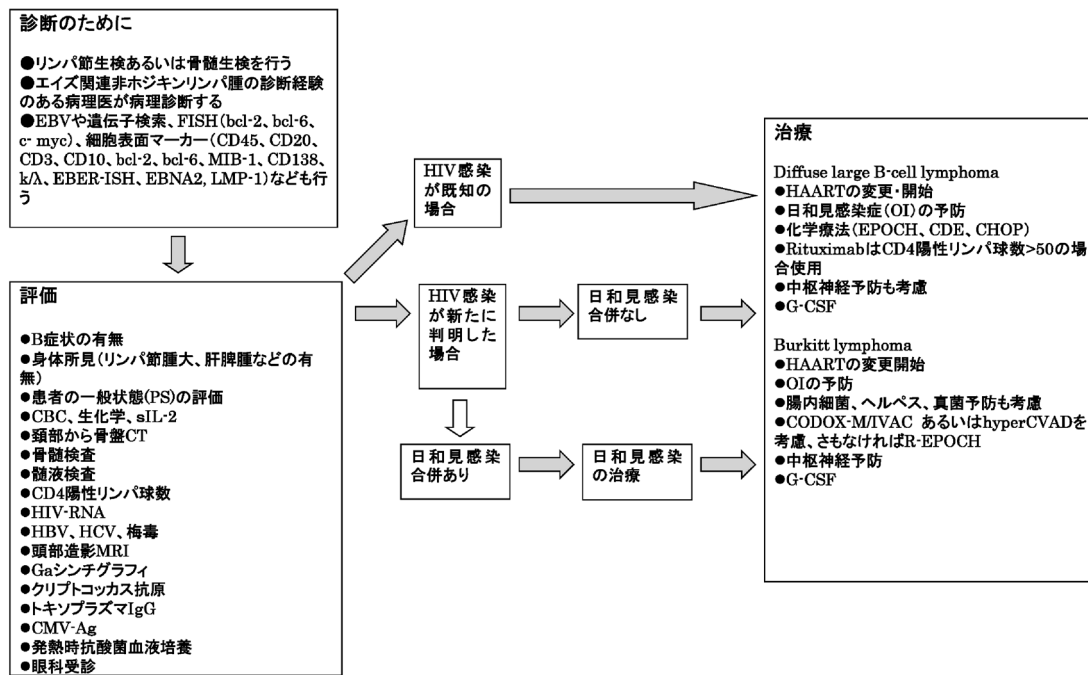 診断のために
●リンパ節生検あるいは骨髄生検を行う
●エイズ関連非ホジキンリンパ腫の診断経験
のある病理医が病理診断する
●EBVや遺伝子検索、FISH(bcl-2、bcl-6、
c- myc)、細胞表面マーカー(CD45、CD20、
CD3、CD10、bcl-2、bcl-6、MIB-1、CD138、
k/λ、EBER-ISH、EBNA2, LMP-1)なども行
う
評価
●B症状の有無
●身体所見(リンパ節腫大、肝脾腫などの有
無)
●患者の一般状態(PS)の評価
●CBC、生化学、sIL-2
●頚部から骨盤CT
●骨髄検査
●髄液検査
●CD4陽性リンパ球数
●HIV-RNA
●HBV、HCV、梅毒
●頭部造影MRI
●Gaシンチグラフィ
●クリプトコッカス抗原
●トキソプラズマIgG
●CMV-Ag
●発熱時抗酸菌血液培養
●眼科受診
HIV感染
が既知の
場合
HIV感染
が新たに
判明した
場合
日和見感染
合併なし
日和見感染
合併あり
日和見感染
の治療
治療
Diffuse large B-cell lymphoma
●HAARTの変更・開始
●日和見感染症(OI)の予防
●化学療法(EPOCH、CDE、CHOP)
●RituximabはCD4陽性リンパ球数>50の場
合使用
●中枢神経予防も考慮
●G-CSF
Burkitt lymphoma
●HAARTの変更開始
●OIの予防
●腸内細菌、ヘルペス、真菌予防も考慮
●CODOX-M/IVAC あるいはhyperCVADを
考慮、さもなければR-EPOCH
●中枢神経予防
●G-CSF